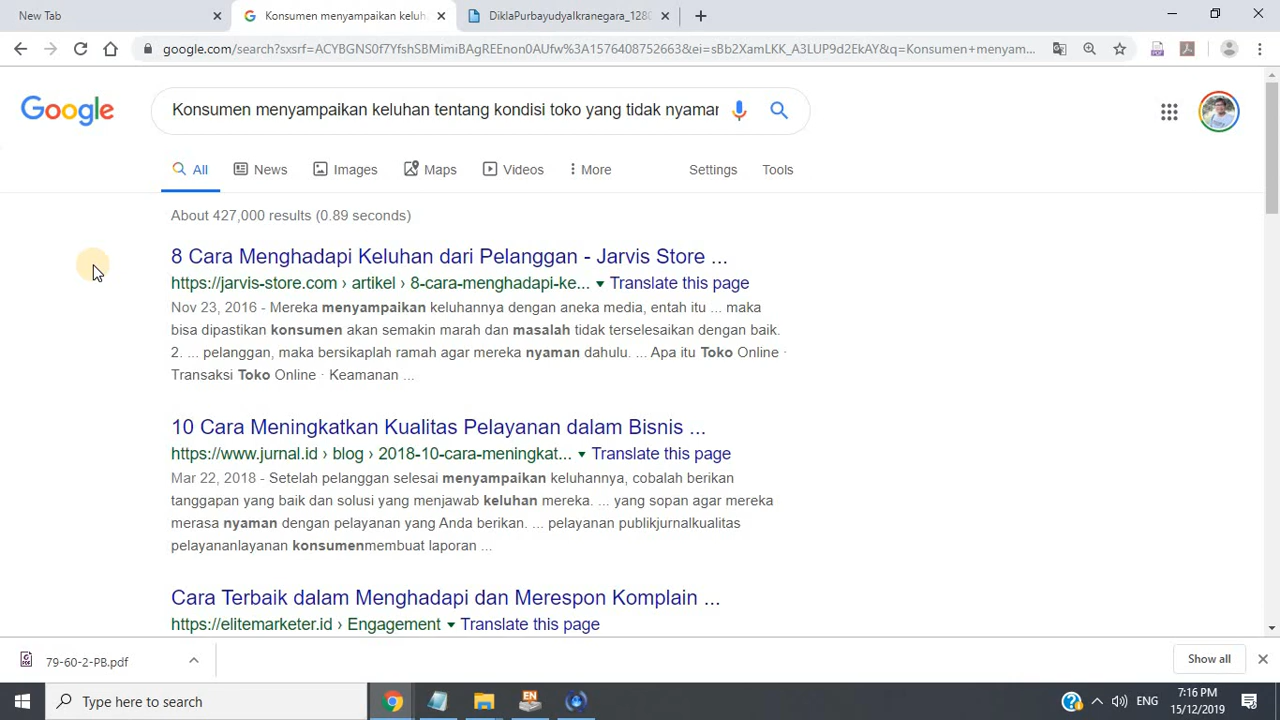 New Tab
Konsumen menyampaikan keluh
DiklaPurbayudyaIkranegara_1280
google.com/search?sxsrf=ACYBGNS0f7YfshSBMimiBAgREEnon0AUfw%3A1576408752663&ei=sBb2XamLKK_A3LUP9d2EkAY&q=Konsumen+menyam...
Google
Konsumen menyampaikan keluhan tentang kondisi toko yang tidak nyaman
All News Images Maps Videos More Settings Tools
About 427,000 results (0.89 seconds)
8 Cara Menghadapi Keluhan dari Pelanggan - Jarvis Store ...
https://jarvis-store.com › artikel › 8-cara-menghadapi-ke... Translate this page
Nov 23, 2016 - Mereka menyampaikan keluhannya dengan aneka media, entah itu ... maka
bisa dipastikan konsumen akan semakin marah dan masalah tidak terselesaikan dengan baik.
2. ... pelanggan, maka bersikaplah ramah agar mereka nyaman dahulu. ... Apa itu Toko Online ·
Transaksi Toko Online · Keamanan ...
10 Cara Meningkatkan Kualitas Pelayanan dalam Bisnis ...
https://www.jurnal.id › blog › 2018-10-cara-meningkat... Translate this page
Mar 22, 2018 - Setelah pelanggan selesai menyampaikan keluhannya, cobalah berikan
tanggapan yang baik dan solusi yang menjawab keluhan mereka. ... yang sopan agar mereka
merasa nyaman dengan pelayanan yang Anda berikan. ... pelayanan publikjurnalkualitas
pelayananlayanan konsumenmembuat laporan ...
Cara Terbaik dalam Menghadapi dan Merespon Komplain ...
https://elitemarketer.id › Engagement Translate this page
79-60-2-PB.pdf
Show all
Type here to search
EN
ENG
7:16 PM
15/12/2019